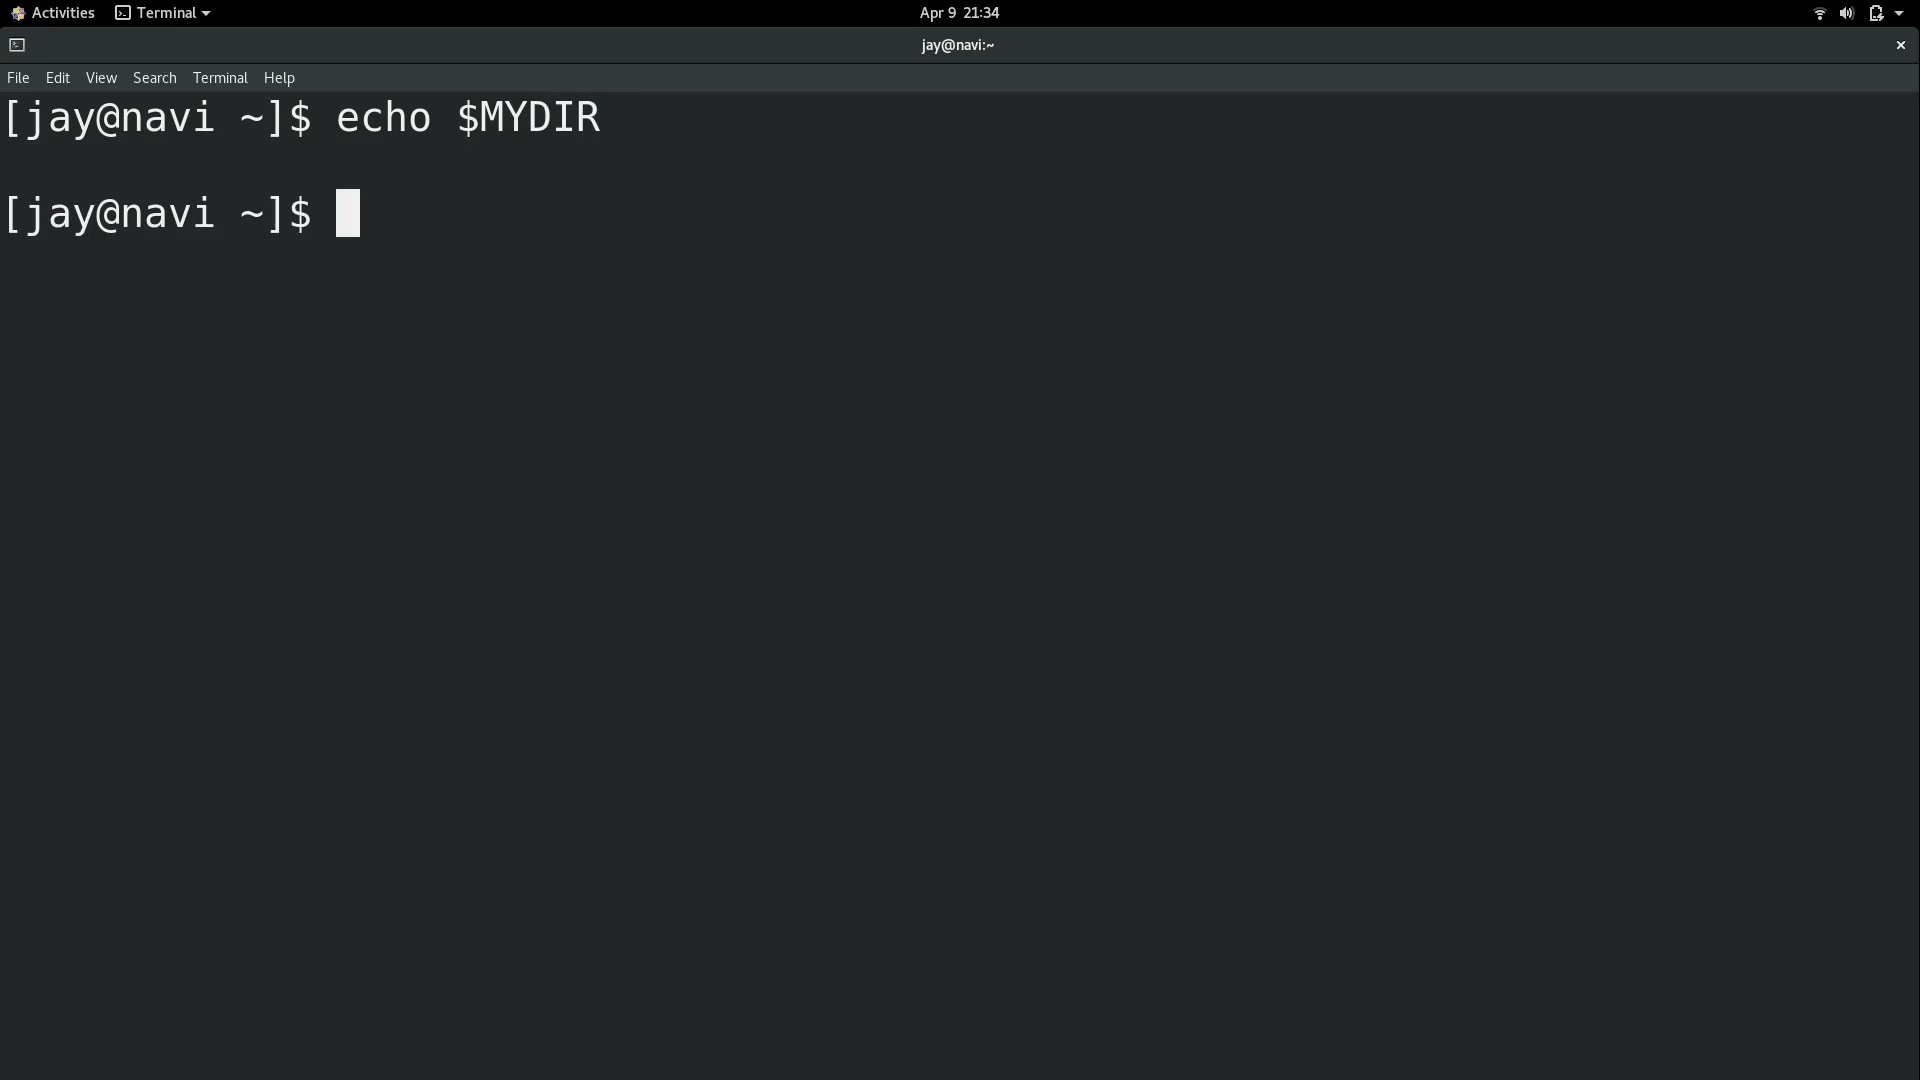 Activities Terminal Apr 9 21:34
jay@navi:~
File Edit View Search Terminal Help
[jay@navi ~]$ echo $MYDIR
[jay@navi ~]$